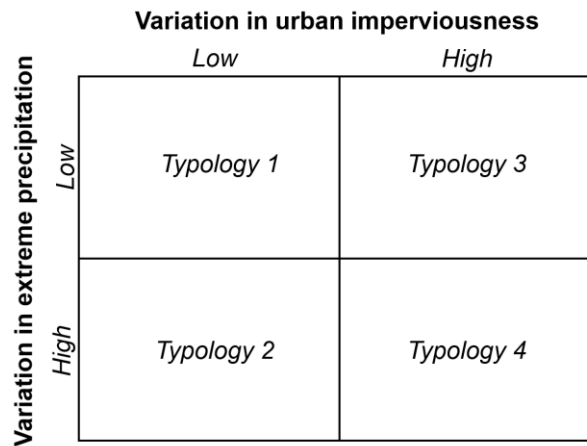 Variation in urban imperviousness
Low High
Variation in extreme precipitation
Low
Typology 1 Typology 3
High
Typology 2 Typology 4